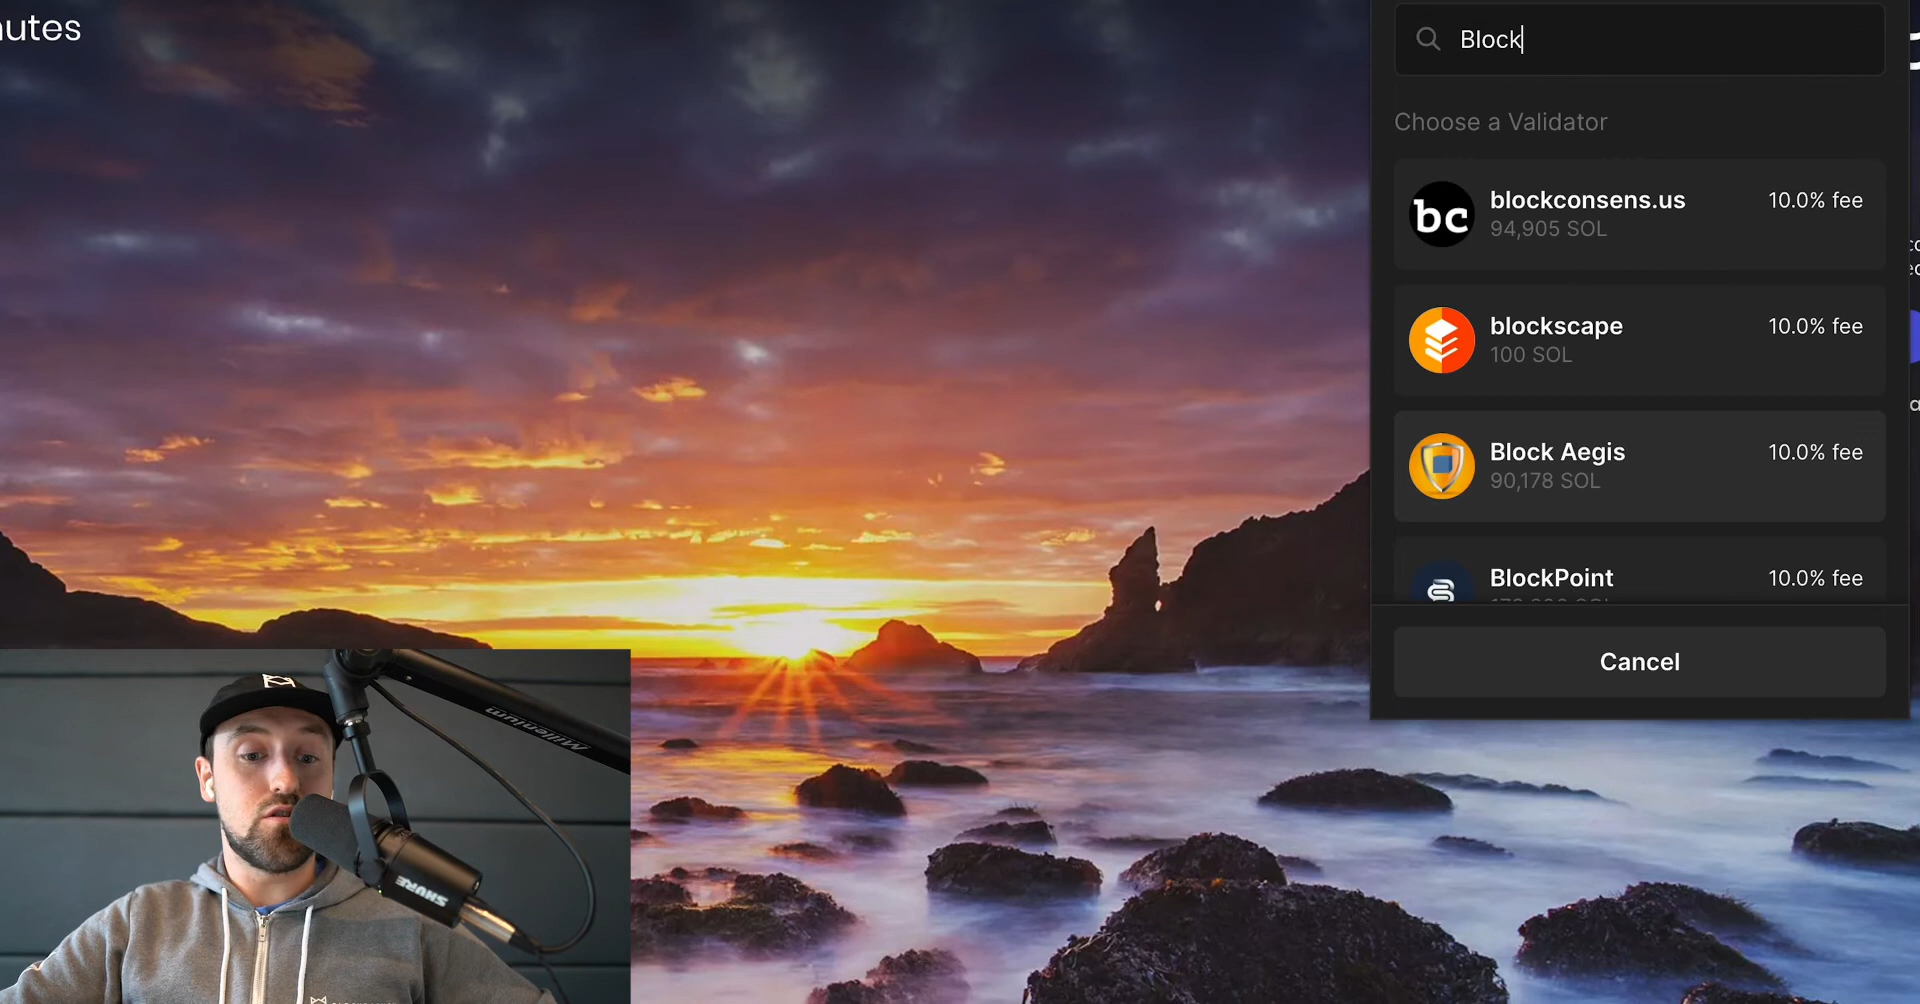 Block
Choose a Validator
bc
blockconsens.us
10.0% fee
94,905 SOL
blockscape
10.0% fee
100 SOL
Block Aegis
10.0% fee
90,178 SOL
BlockPoint
10.0% fee
Cancel
Millenium
SHURE